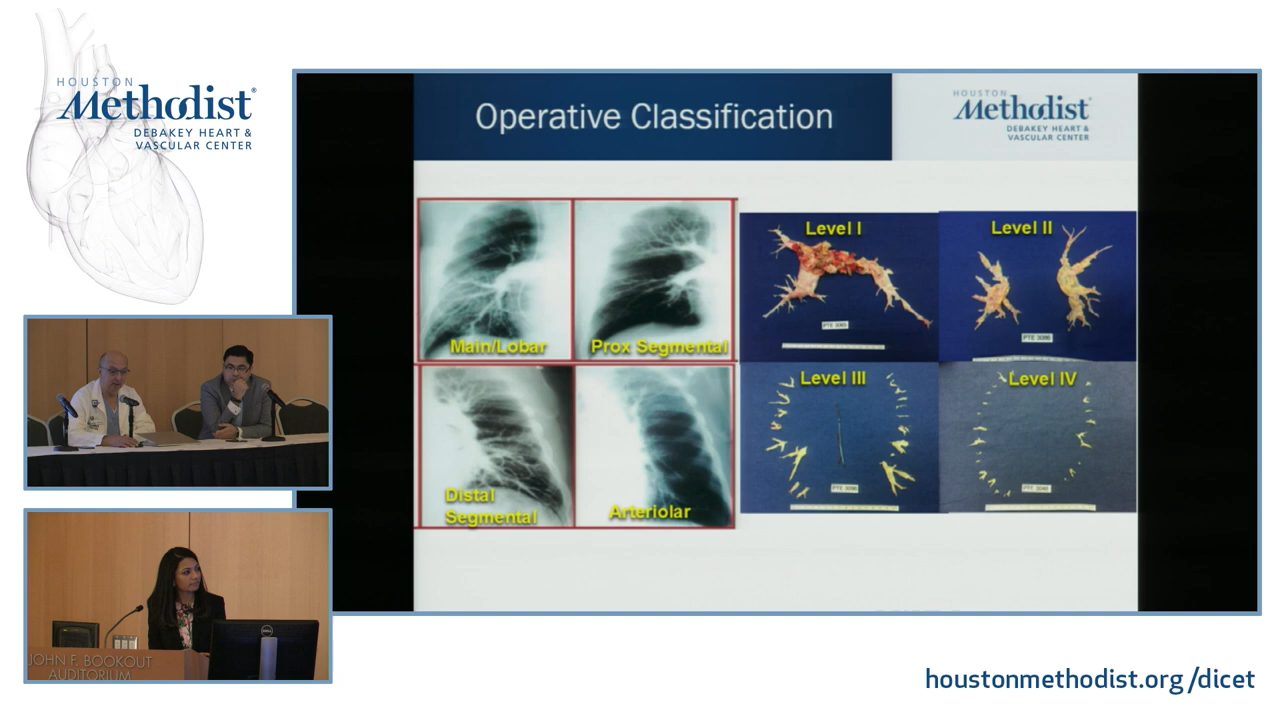 HOUSTON
Methodist®
DEBAKEY HEART &
VASCULAR CENTER
Operative Classification
HOUSTON
Methodist
DEBAKEY HEART &
VASCULAR CENTER
Main/Lobar
Prox Segmental
Distal
Segmental
Arteriolar
Level I
Level II
Level III
Level IV
JOHN F. BOOKOUT
AUDITORIUM
DELL
houstonmethodist.org/dicet